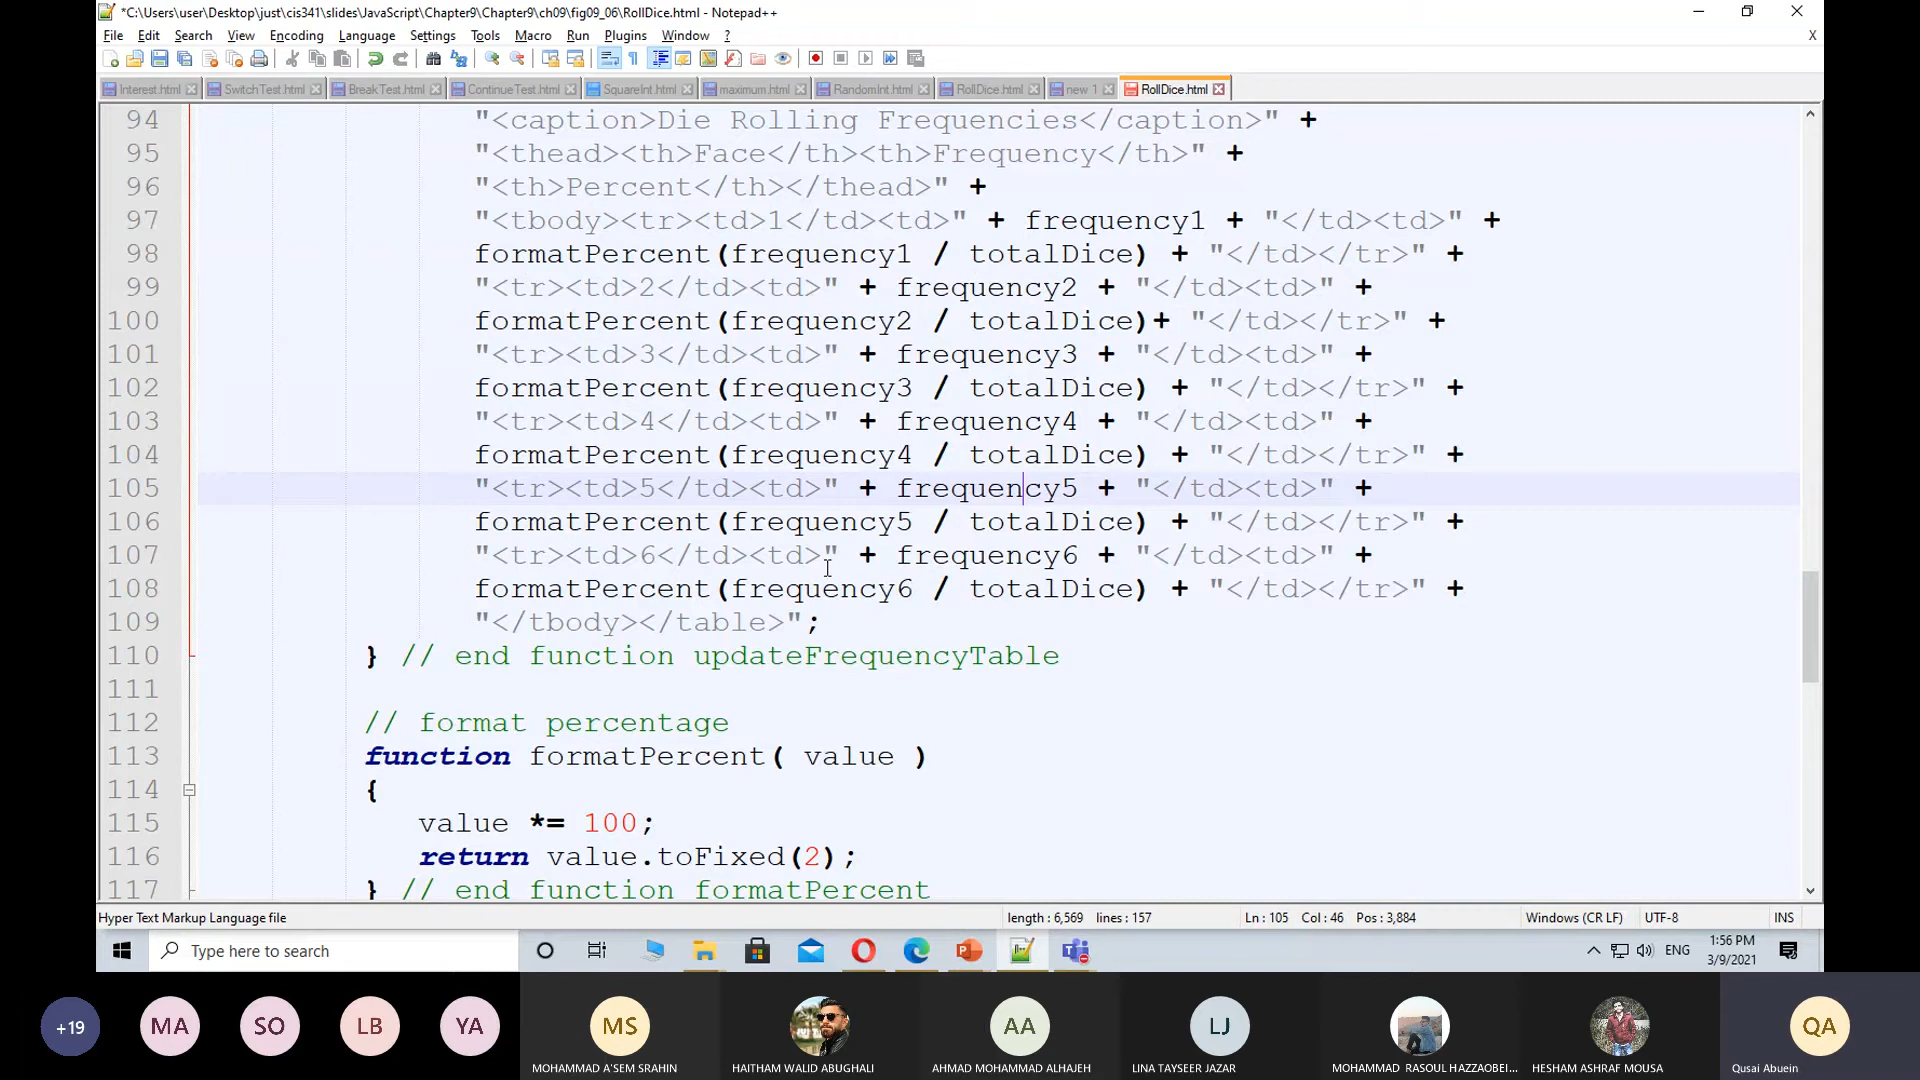 *C:\Users\user\Desktop\just\cis341\slides\JavaScript\Chapter9\Chapter9\ch09\fig09_06\RollDice.html - Notepad++
File Edit Search View Encoding Language Settings Tools Macro Run Plugins Window ? X
Interest.html SwitchTest.html BreakTest.html ContinueTest.html SquareInt.html maximum.html RandomInt.html RollDice.html new 1 RollDice.html
94 "<caption>Die Rolling Frequencies</caption>" +
95 "<thead><th>Face</th><th>Frequency</th>" +
96 "<th>Percent</th></thead>" +
97 "<tbody><tr><td>1</td><td>" + frequency1 + "</td><td>" +
98 formatPercent(frequency1 / totalDice) + "</td></tr>" +
99 "<tr><td>2</td><td>" + frequency2 + "</td><td>" +
100 formatPercent(frequency2 / totalDice)+ "</td></tr>" +
101 "<tr><td>3</td><td>" + frequency3 + "</td><td>" +
102 formatPercent(frequency3 / totalDice) + "</td></tr>" +
103 "<tr><td>4</td><td>" + frequency4 + "</td><td>" +
104 formatPercent(frequency4 / totalDice) + "</td></tr>" +
105 "<tr><td>5</td><td>" + frequency5 + "</td><td>" +
106 formatPercent(frequency5 / totalDice) + "</td></tr>" +
107 "<tr><td>6</td><td>" + frequency6 + "</td><td>" +
108 formatPercent(frequency6 / totalDice) + "</td></tr>" +
109 "</tbody></table>";
110 } // end function updateFrequencyTable
111
112 // format percentage
113 function formatPercent( value )
114 {
115 value *= 100;
116 return value.toFixed(2);
117 } // end function formatPercent
Hyper Text Markup Language file length : 6,569 lines : 157 Ln : 105 Col : 46 Pos : 3,884 Windows (CR LF) UTF-8 INS
Type here to search ENG 1:56 PM
3/9/2021
+19 MA SO LB YA MS AA LJ QA
MOHAMMAD A'SEM SRAHIN HAITHAM WALID ABUGHALI AHMAD MOHAMMAD ALHAJEH LINA TAYSEER JAZAR MOHAMMAD RASOUL HAZZAOBEI... HESHAM ASHRAF MOUSA Qusai Abuein